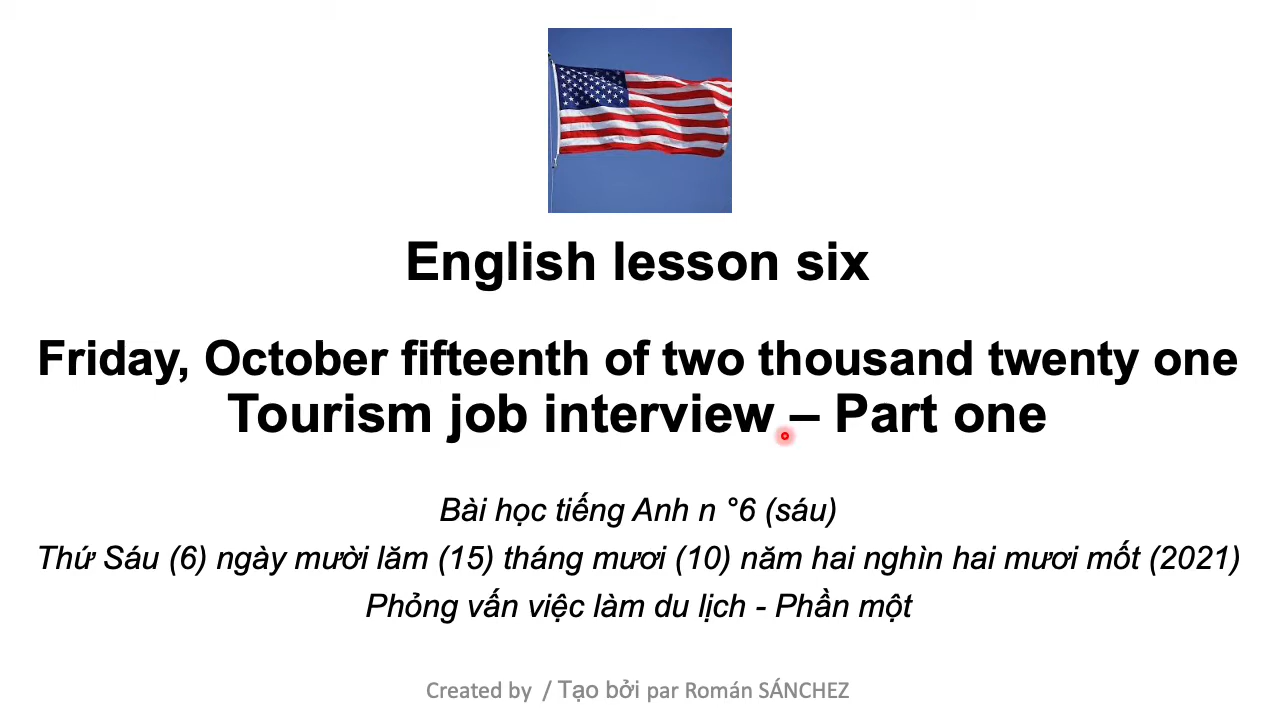 English lesson six
Friday, October fifteenth of two thousand twenty one
Tourism job interview – Part one
Bài học tiếng Anh n °6 (sáu)
Thứ Sáu (6) ngày mười lăm (15) tháng mươi (10) năm hai nghìn hai mươi mốt (2021)
Phỏng vấn việc làm du lịch - Phần một
Created by / Tạo bởi par Román SÁNCHEZ